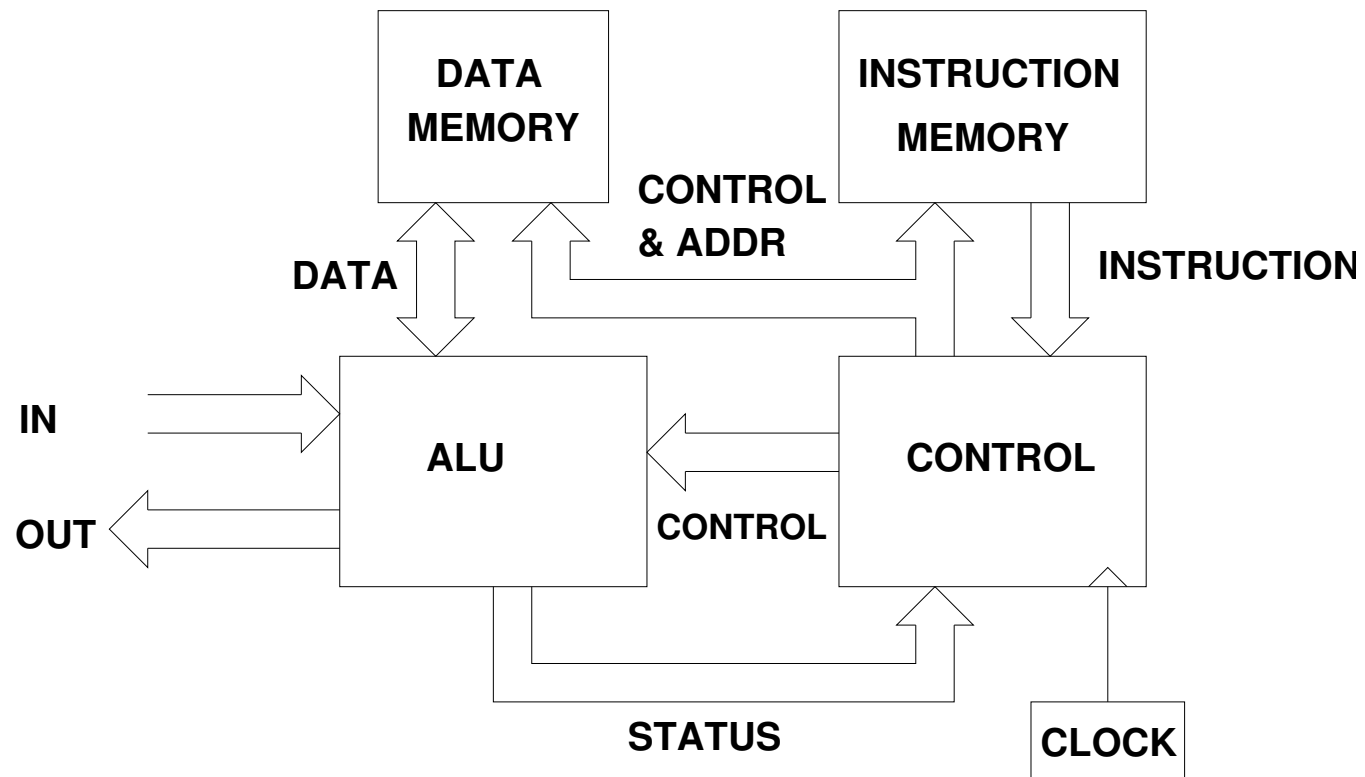 DATA
MEMORY
INSTRUCTION
MEMORY
CONTROL
& ADDR
DATA
INSTRUCTION
IN
ALU
CONTROL
OUT
CONTROL
STATUS
CLOCK